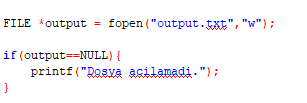 FILE *output = fopen("output.txt","w");
if(output==NULL){
printf("Dosya acilamadi.");
}